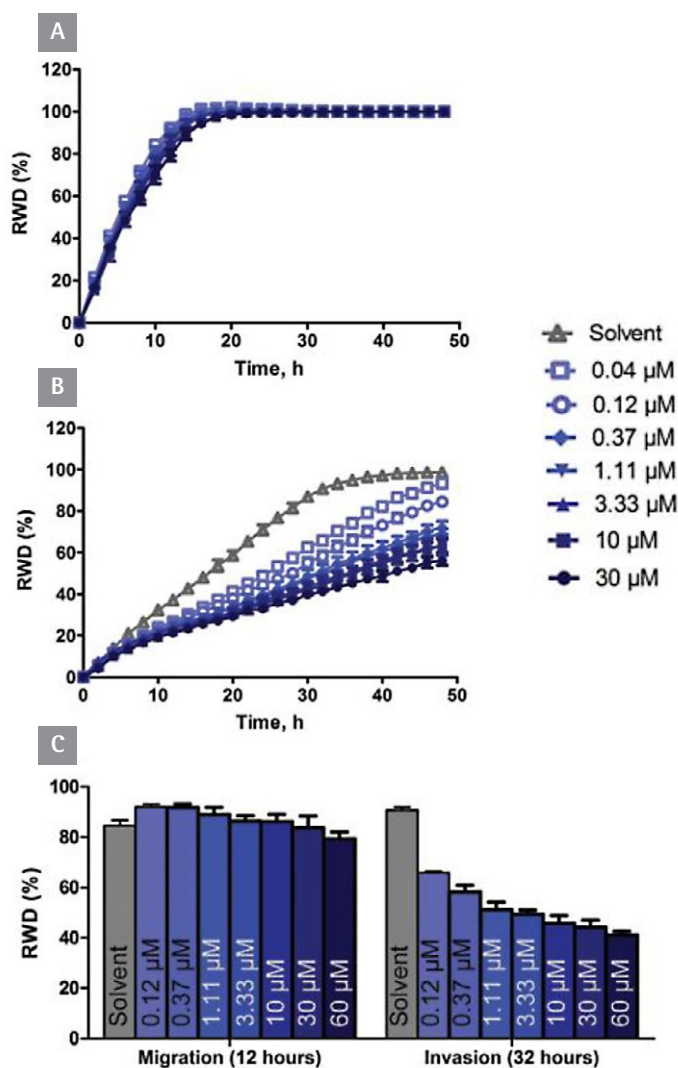 A
120
100
80
60
40
20
0
RWD (%)
0 10 20 30 40 50
Time, h
B
120
100
80
60
40
20
0
RWD (%)
0 10 20 30 40 50
Time, h
Solvent
0.04 µM
0.12 µM
0.37 µM
1.11 µM
3.33 µM
10 µM
30 µM
C
100
80
60
40
20
0
RWD (%)
Solvent 0.12 µM 0.37 µM 1.11 µM 3.33 µM 10 µM 30 µM 60 µM Solvent 0.12 µM 0.37 µM 1.11 µM 3.33 µM 10 µM 30 µM 60 µM
Migration (12 hours) Invasion (32 hours)